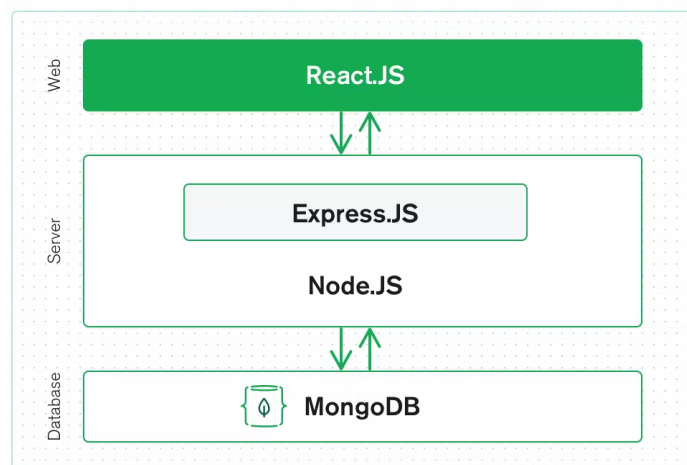 Web
React.JS
Server
Express.JS
Node.JS
Database
MongoDB